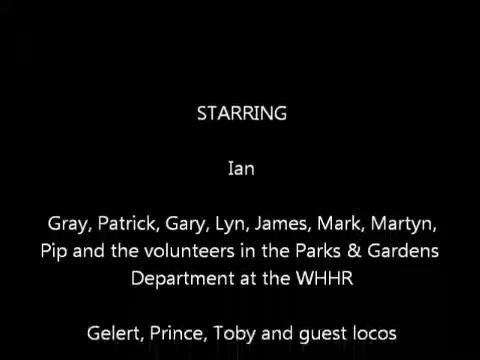 STARRING
Ian
Gray, Patrick, Gary, Lyn, James, Mark, Martyn,
Pip and the volunteers in the Parks & Gardens
Department at the WHHR
Gelert, Prince, Toby and guest locos